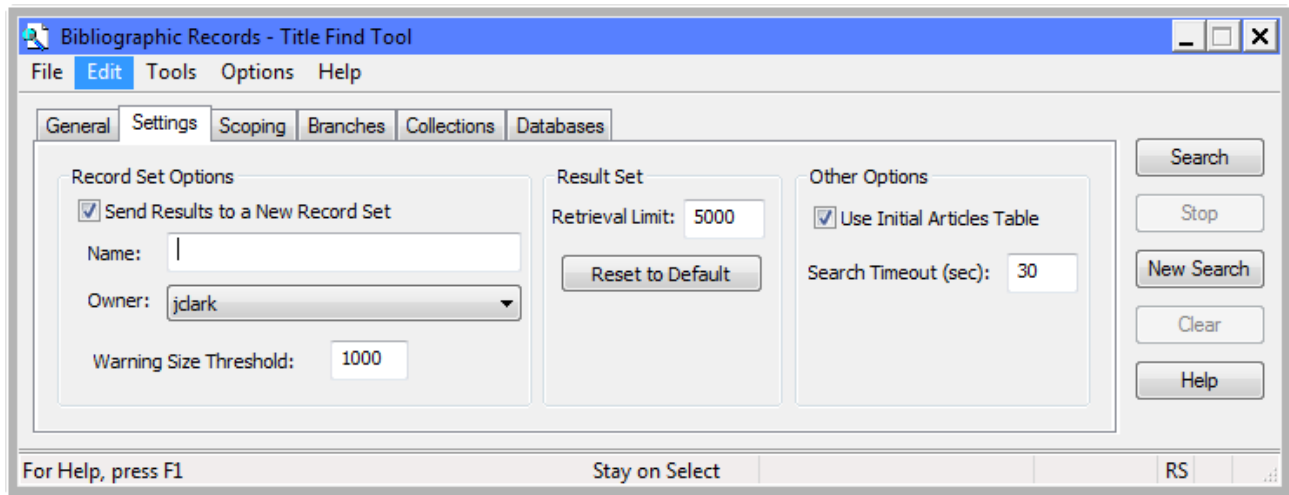 Bibliographic Records - Title Find Tool
File Edit Tools Options Help
General Settings Scoping Branches Collections Databases
Record Set Options
Send Results to a New Record Set
Name:
Owner: jclark
Warning Size Threshold: 1000
Result Set
Retrieval Limit: 5000
Reset to Default
Other Options
Use Initial Articles Table
Search Timeout (sec): 30
Search
Stop
New Search
Clear
Help
For Help, press F1 Stay on Select RS